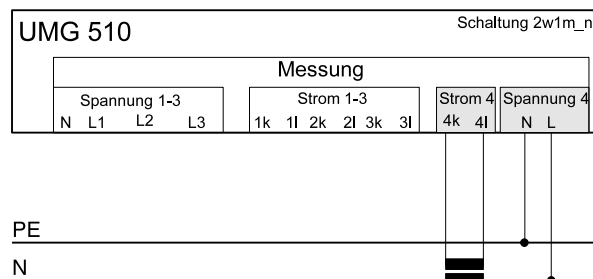 UMG 510
Schaltung 2w1m_n
Messung
Spannung 1-3
Strom 1-3
Strom 4
Spannung 4
N L1 L2 L3
1k 1l 2k 2l 3k 3l
4k 4l
N L
PE
N